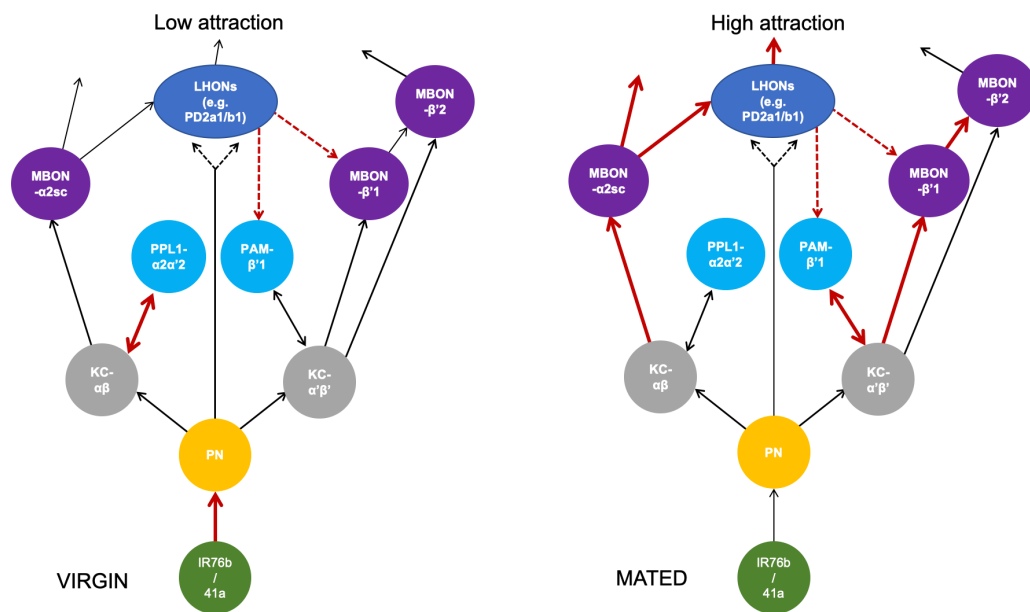 Low attraction
LHONs
(e.g.
PD2a1/b1)
MBON
-β'2
MBON
-α2sc
MBON
-β'1
PPL1-
α2α'2
PAM-
β'1
KC-
αβ
KC-
α'β'
PN
IR76b
/
41a
VIRGIN
High attraction
LHONs
(e.g.
PD2a1/b1)
MBON
-β'2
MBON
-α2sc
MBON
-β'1
PPL1-
α2α'2
PAM-
β'1
KC-
αβ
KC-
α'β'
PN
IR76b
/
41a
MATED